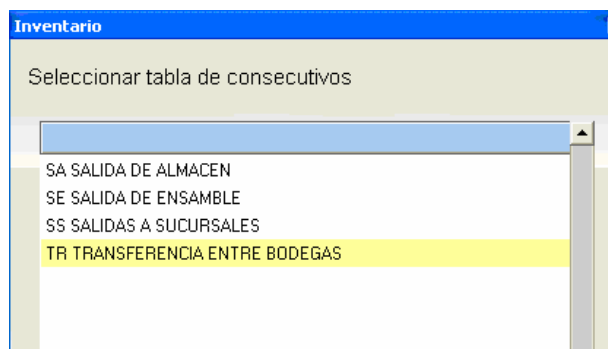 Inventario
Seleccionar tabla de consecutivos
SA SALIDA DE ALMACEN
SE SALIDA DE ENSAMBLE
SS SALIDAS A SUCURSALES
TR TRANSFERENCIA ENTRE BODEGAS